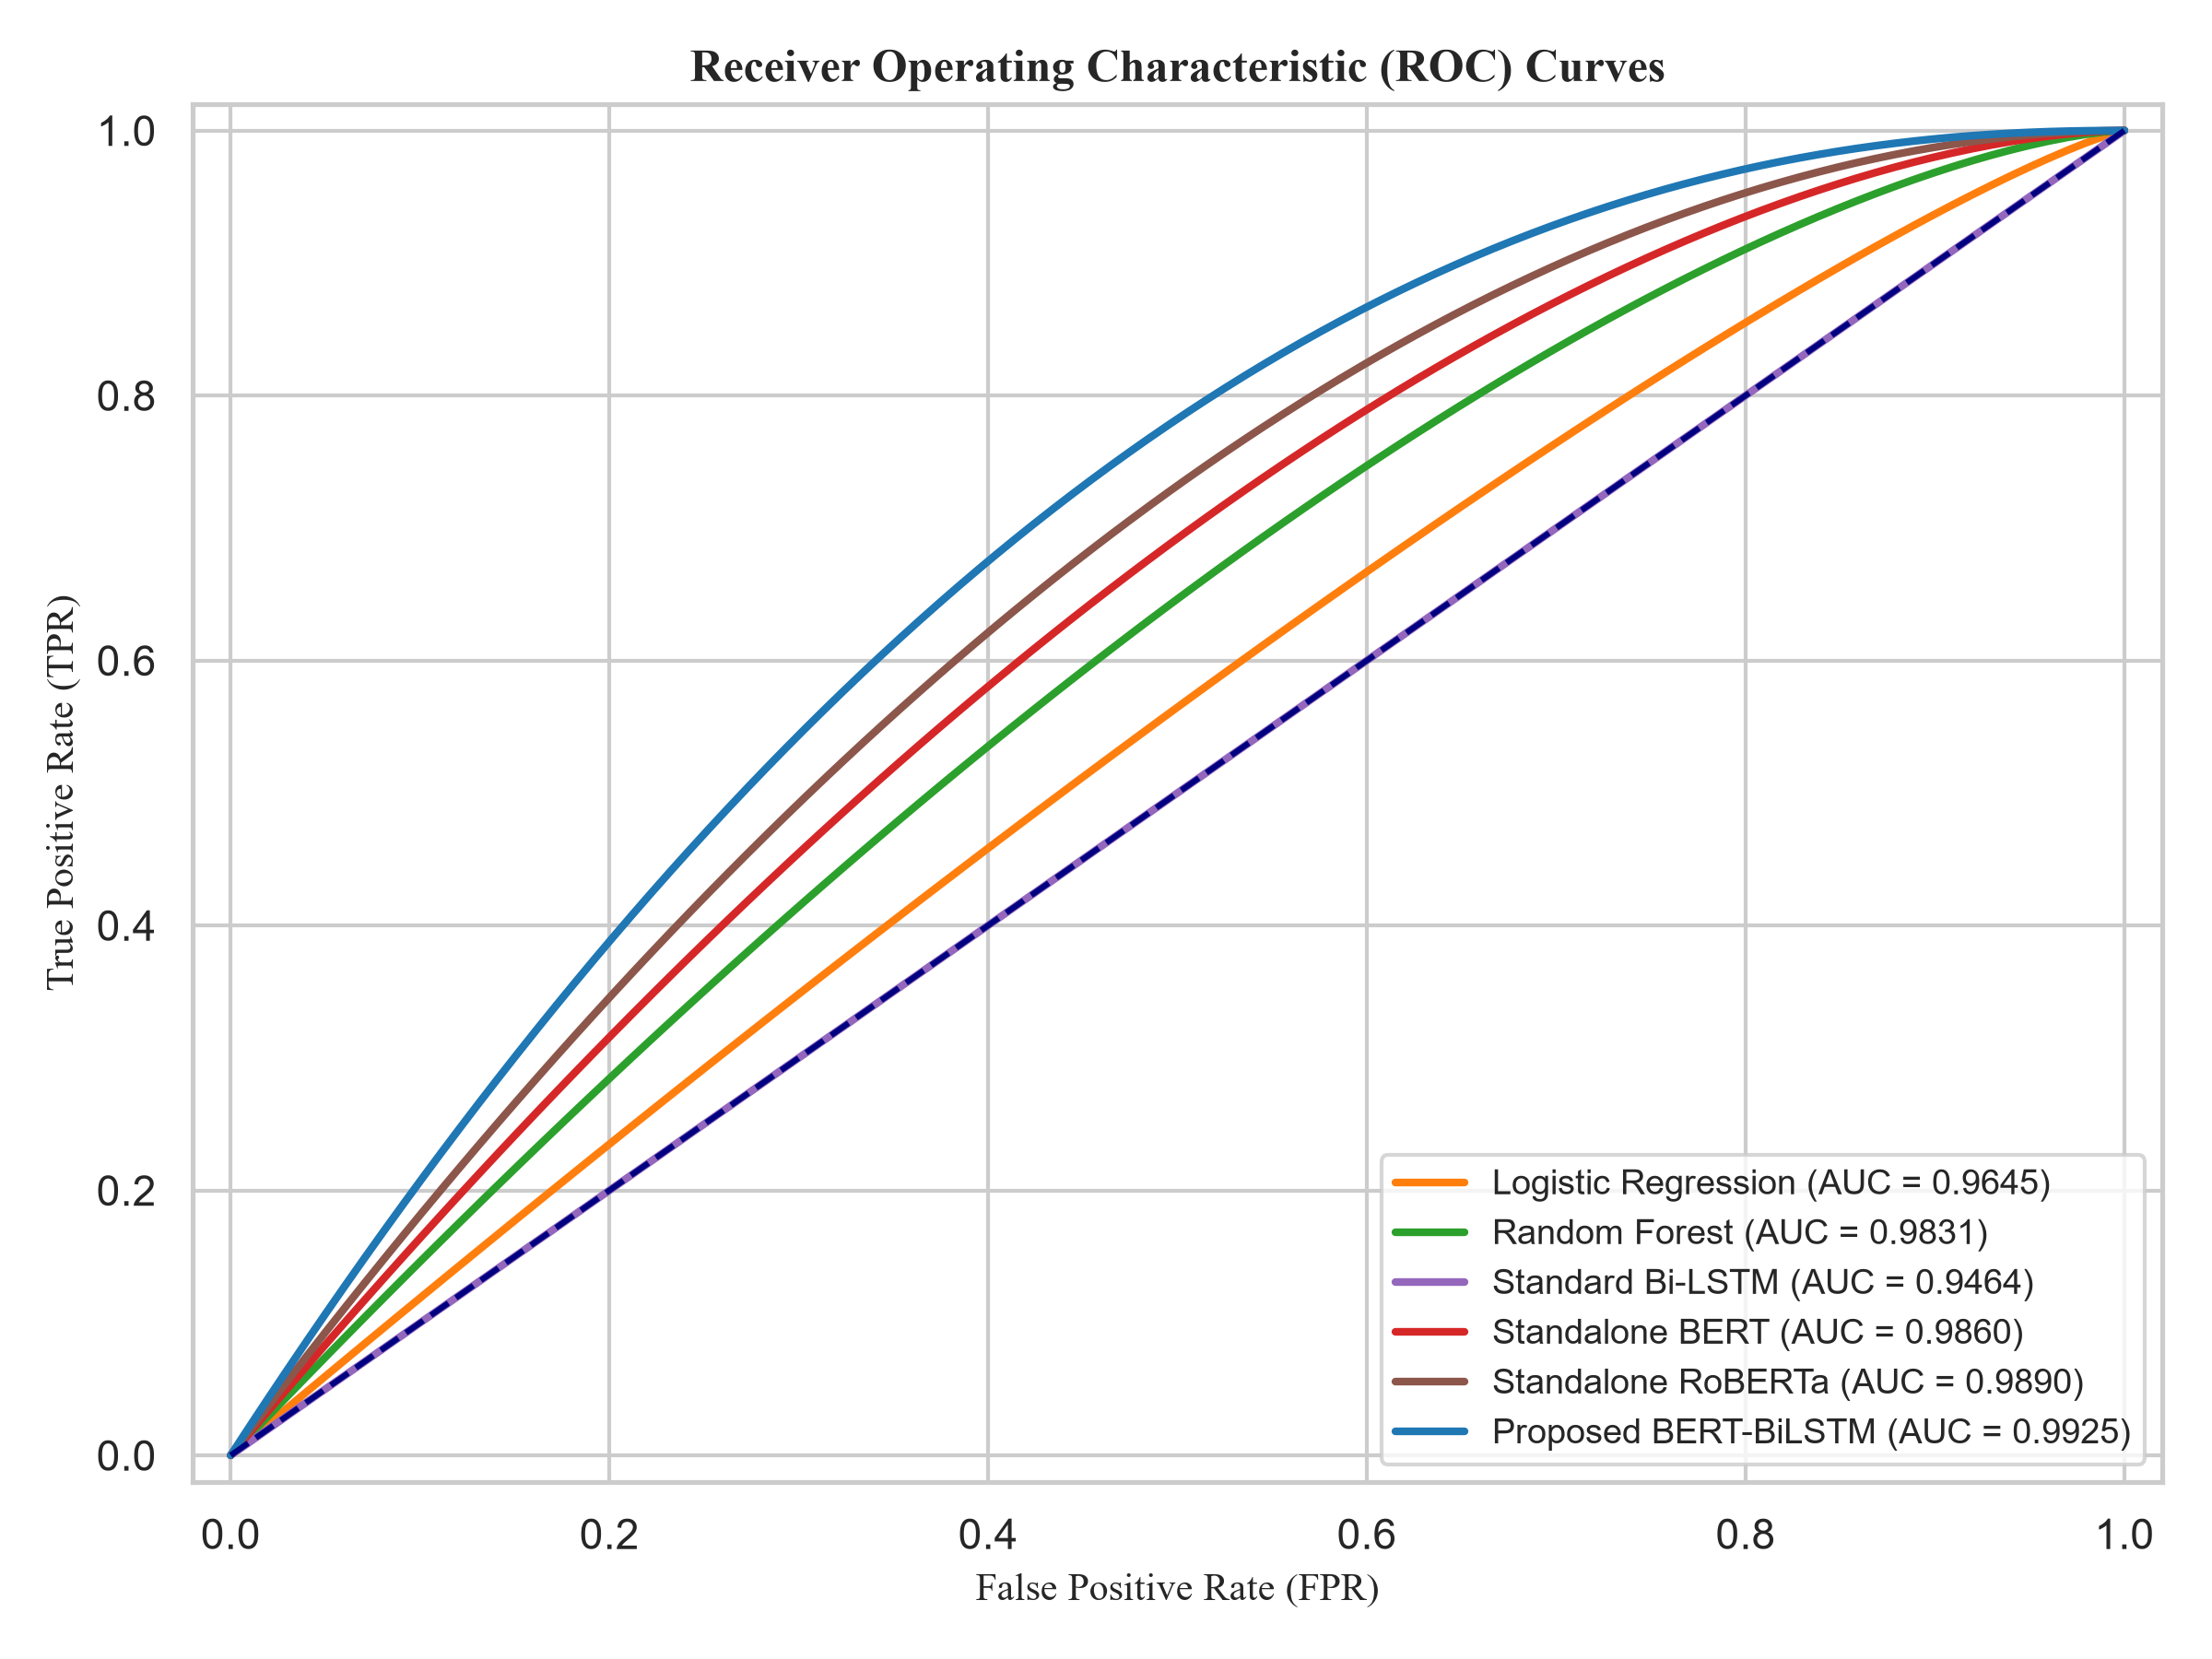 Receiver Operating Characteristic (ROC) Curves
1.0
0.8
0.6
0.4
0.2
0.0
True Positive Rate (TPR)
Logistic Regression (AUC = 0.9645)
Random Forest (AUC = 0.9831)
Standard Bi-LSTM (AUC = 0.9464)
Standalone BERT (AUC = 0.9860)
Standalone RoBERTa (AUC = 0.9890)
Proposed BERT-BiLSTM (AUC = 0.9925)
0.0 0.2 0.4 0.6 0.8 1.0
False Positive Rate (FPR)